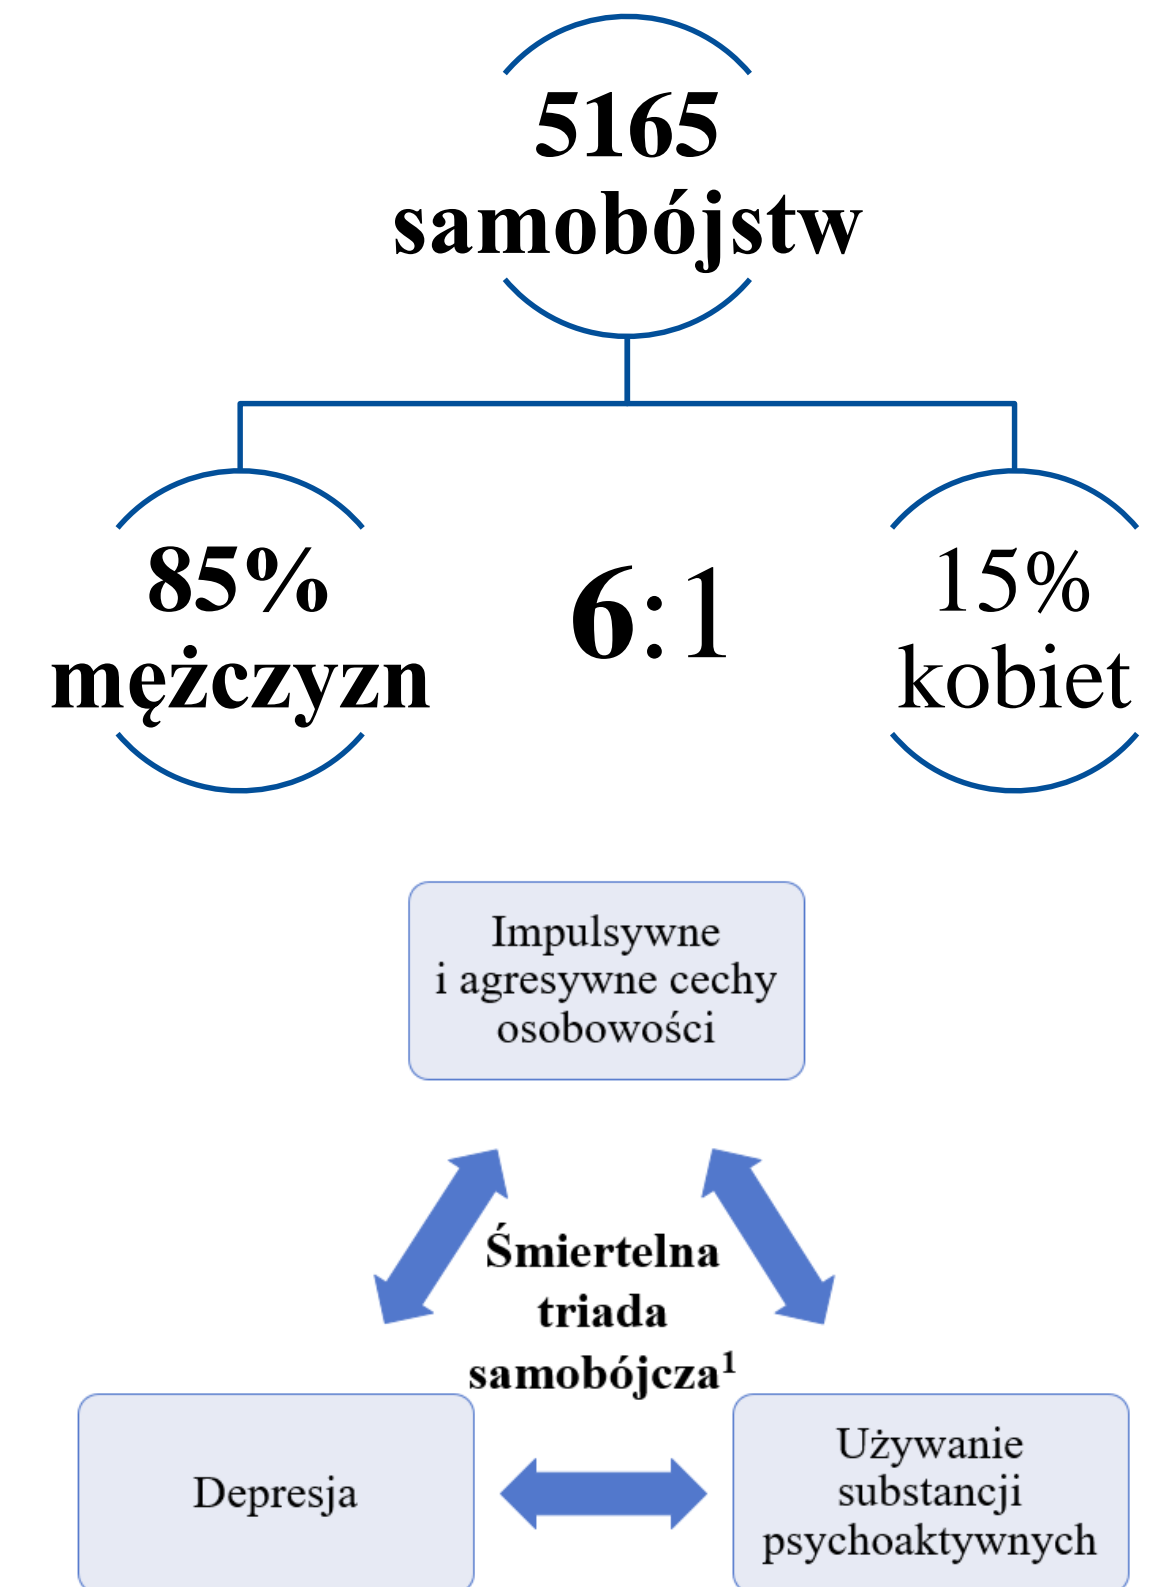 5165
samobójstw
85%
mężczyzn
6:1
15%
kobiet
Impulsywne
i agresywne cechy
osobowości
Śmiertelna
triada
samobójcza¹
Depresja
Używanie
substancji
psychoaktywnych